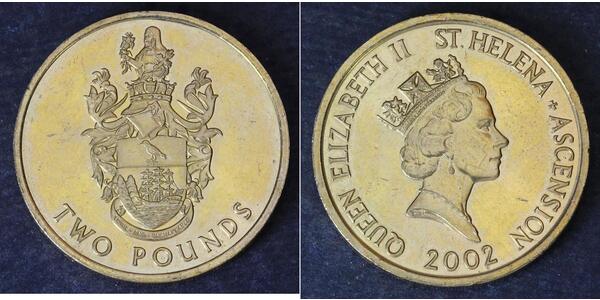 TWO POUNDS
QUEEN ELIZABETH II ST. HELENA + ASCENSION
2002